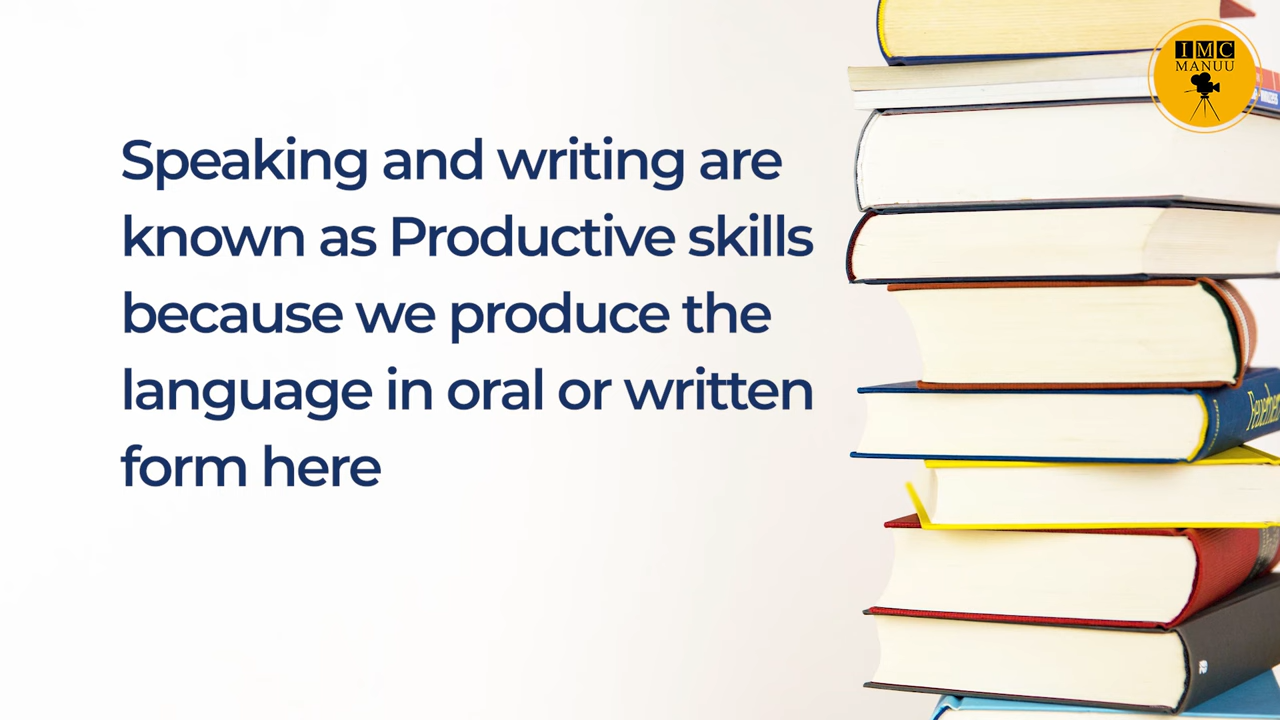 Speaking and writing are
known as Productive skills
because we produce the
language in oral or written
form here
IMC
MANUU